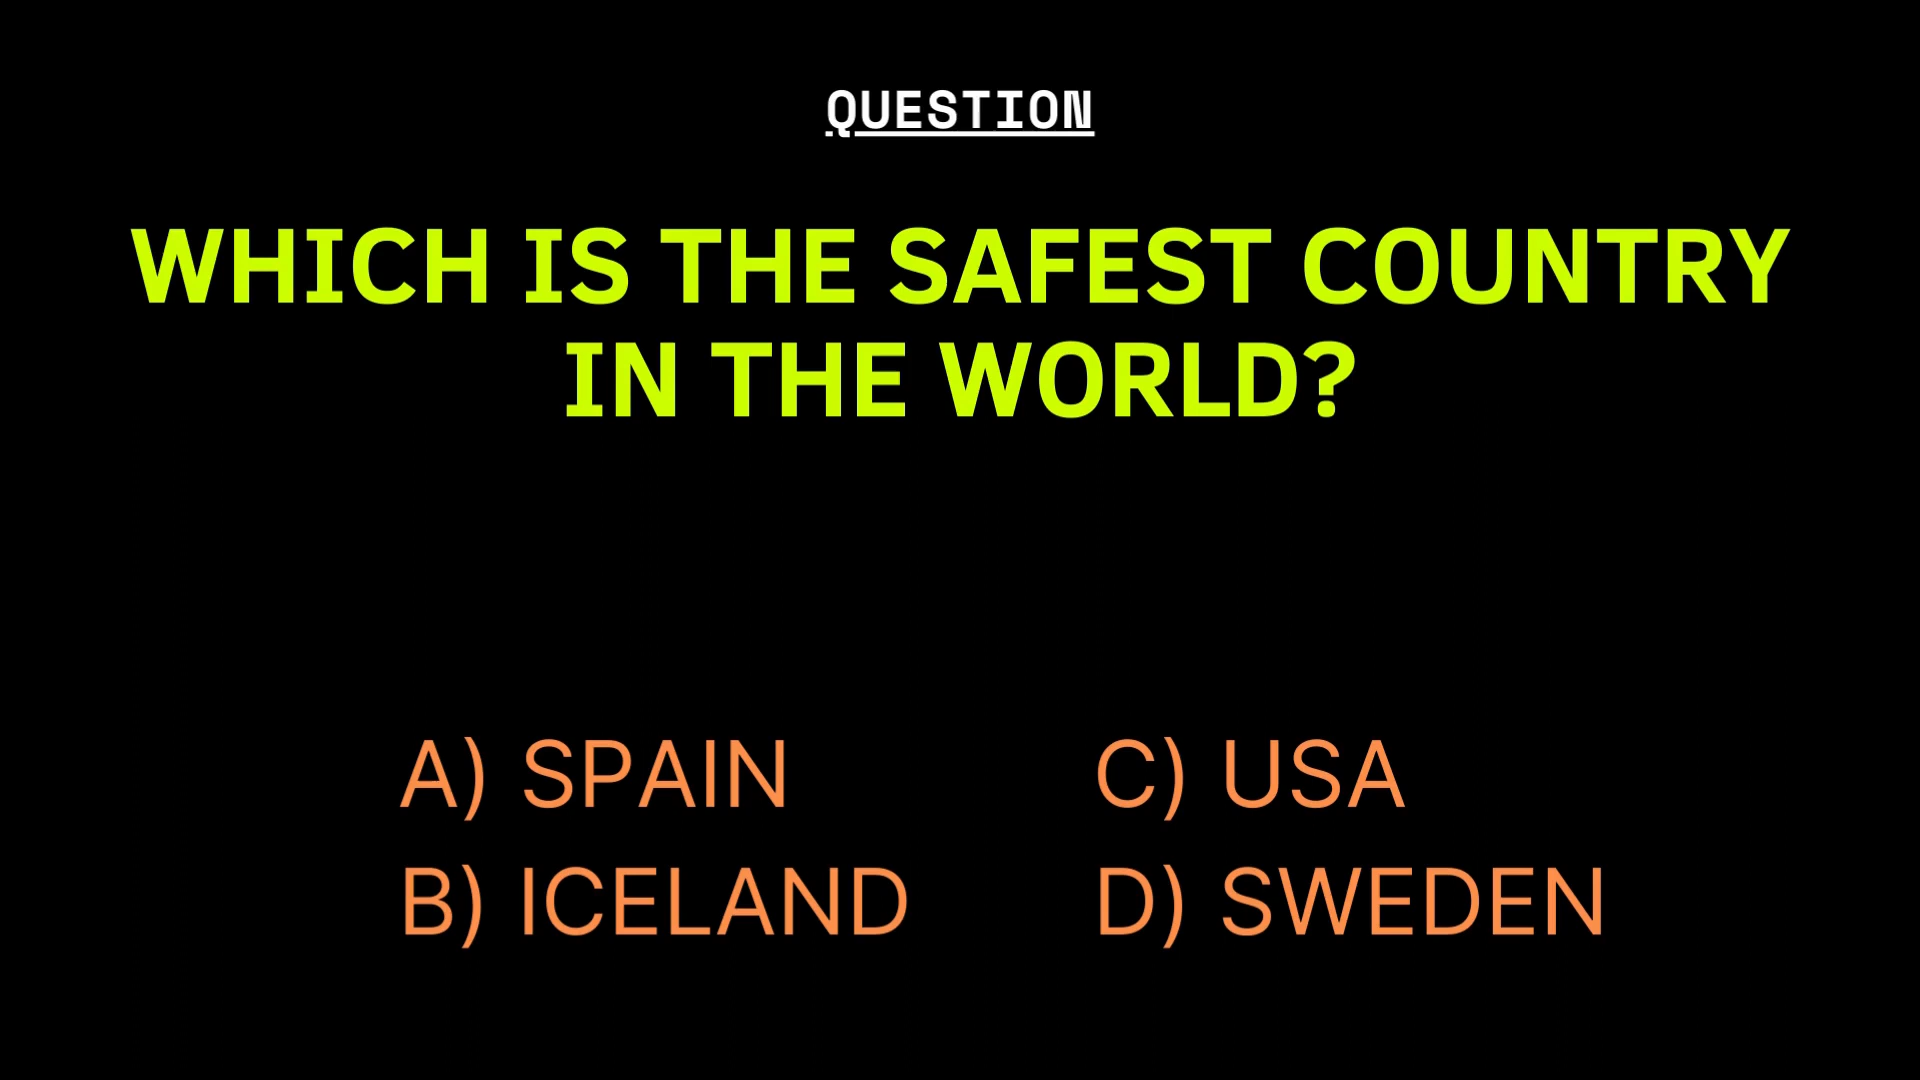 QUESTION
WHICH IS THE SAFEST COUNTRY
IN THE WORLD?
A) SPAIN
B) ICELAND
C) USA
D) SWEDEN